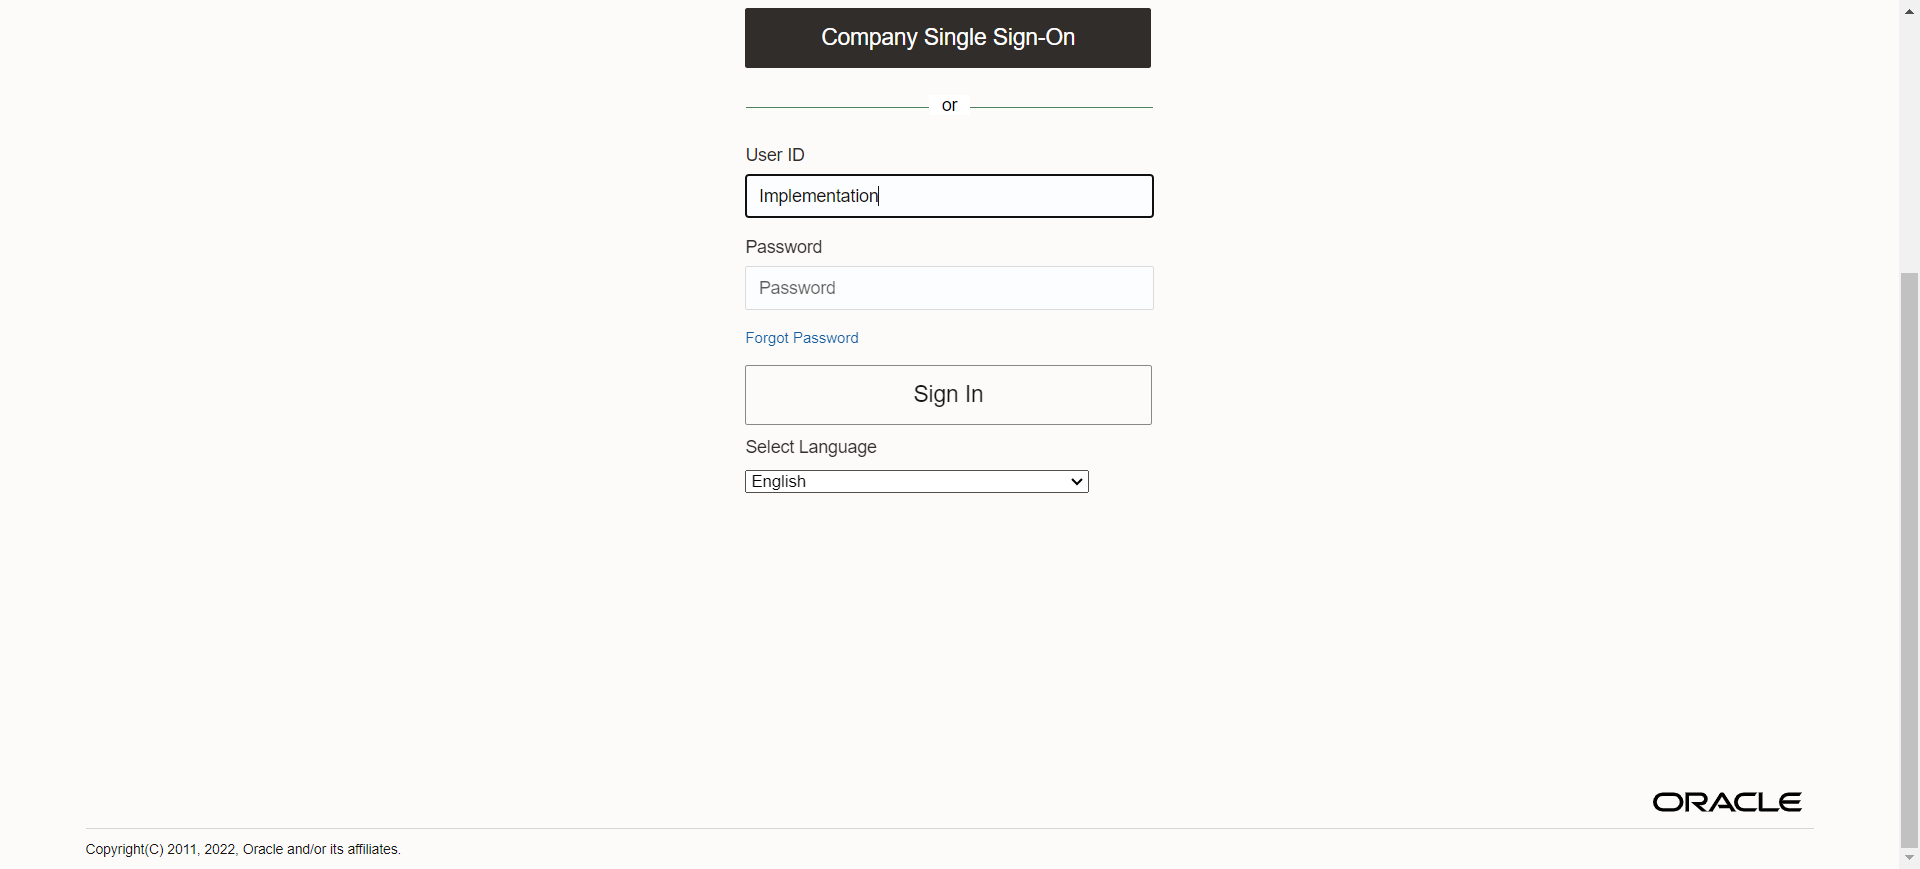 Company Single Sign-On
or
User ID
Implementation
Password
Password
Forgot Password
Sign In
Select Language
English
ORACLE
Copyright(C) 2011, 2022, Oracle and/or its affiliates.